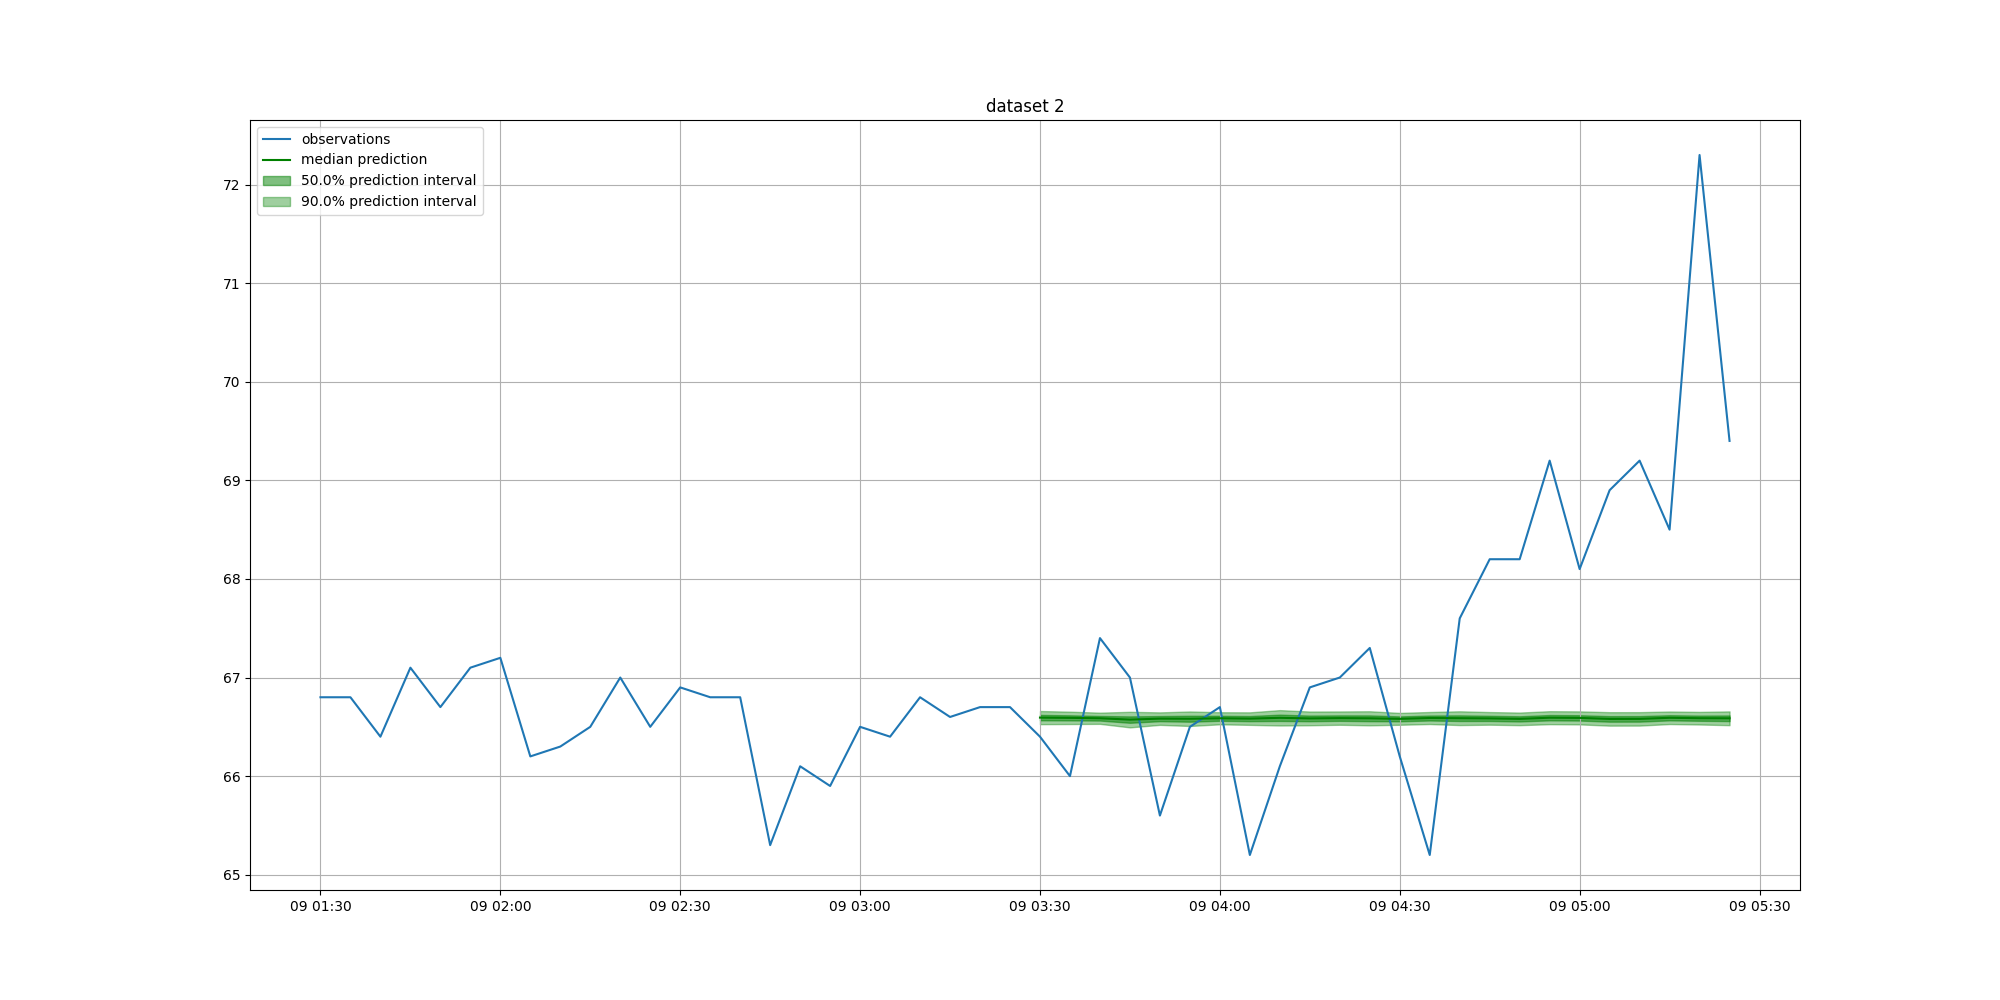 dataset 2
observations
median prediction
50.0% prediction interval
90.0% prediction interval
72
71
70
69
68
67
66
65
09 01:30 09 02:00 09 02:30 09 03:00 09 03:30 09 04:00 09 04:30 09 05:00 09 05:30